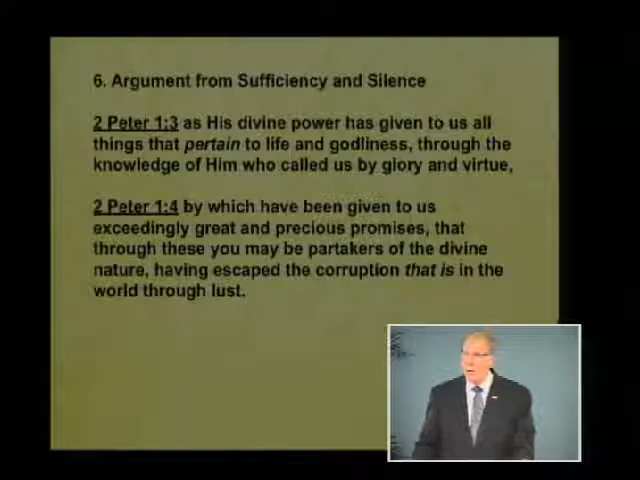 6. Argument from Sufficiency and Silence
2 Peter 1:3 as His divine power has given to us all
things that pertain to life and godliness, through the
knowledge of Him who called us by glory and virtue,
2 Peter 1:4 by which have been given to us
exceedingly great and precious promises, that
through these you may be partakers of the divine
nature, having escaped the corruption that is in the
world through lust.